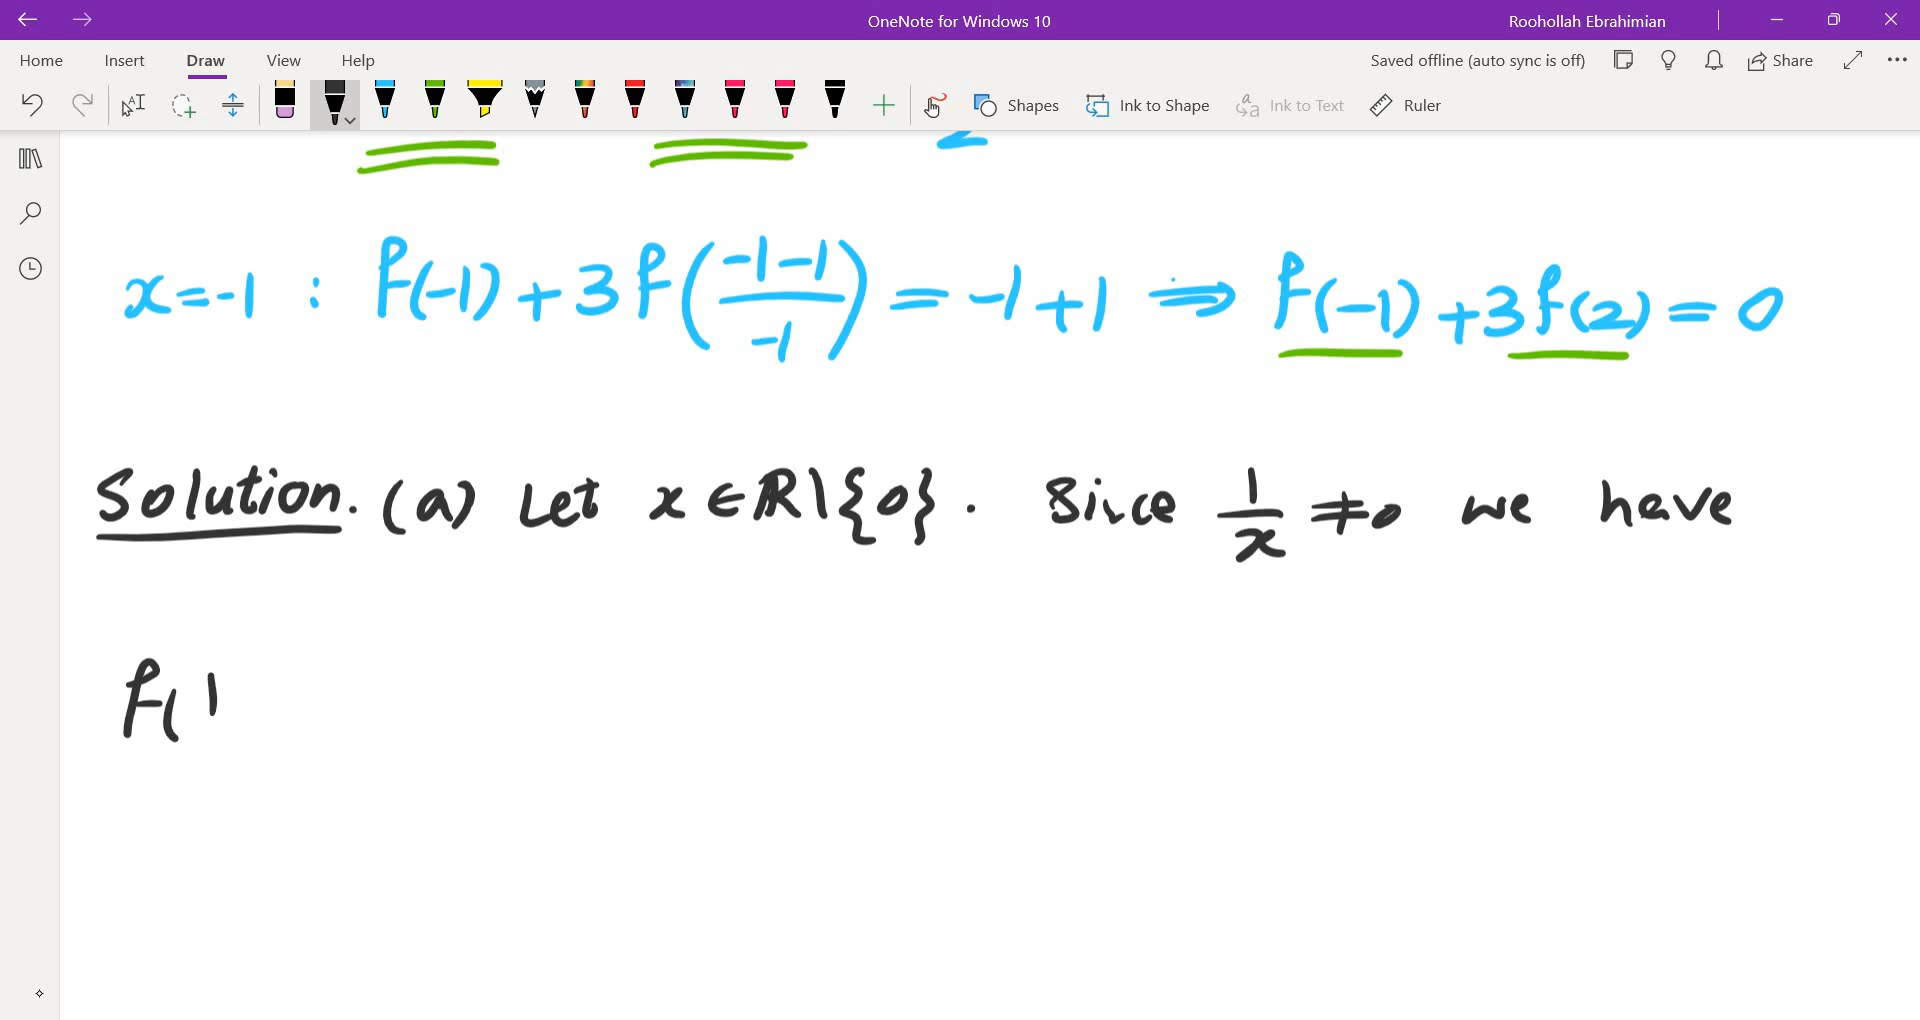 OneNote for Windows 10 Roohollah Ebrahimian
Home Insert Draw View Help Saved offline (auto sync is off) Share
Shapes Ink to Shape Ink to Text Ruler
2
x=-1 : f(-1) + 3f((-1-1)/-1) = -1+1 ⇒ f(-1)+3f(2)=0
Solution. (a) Let x∈ℝ\{0}. Since 1/x ≠0 we have
f( 1